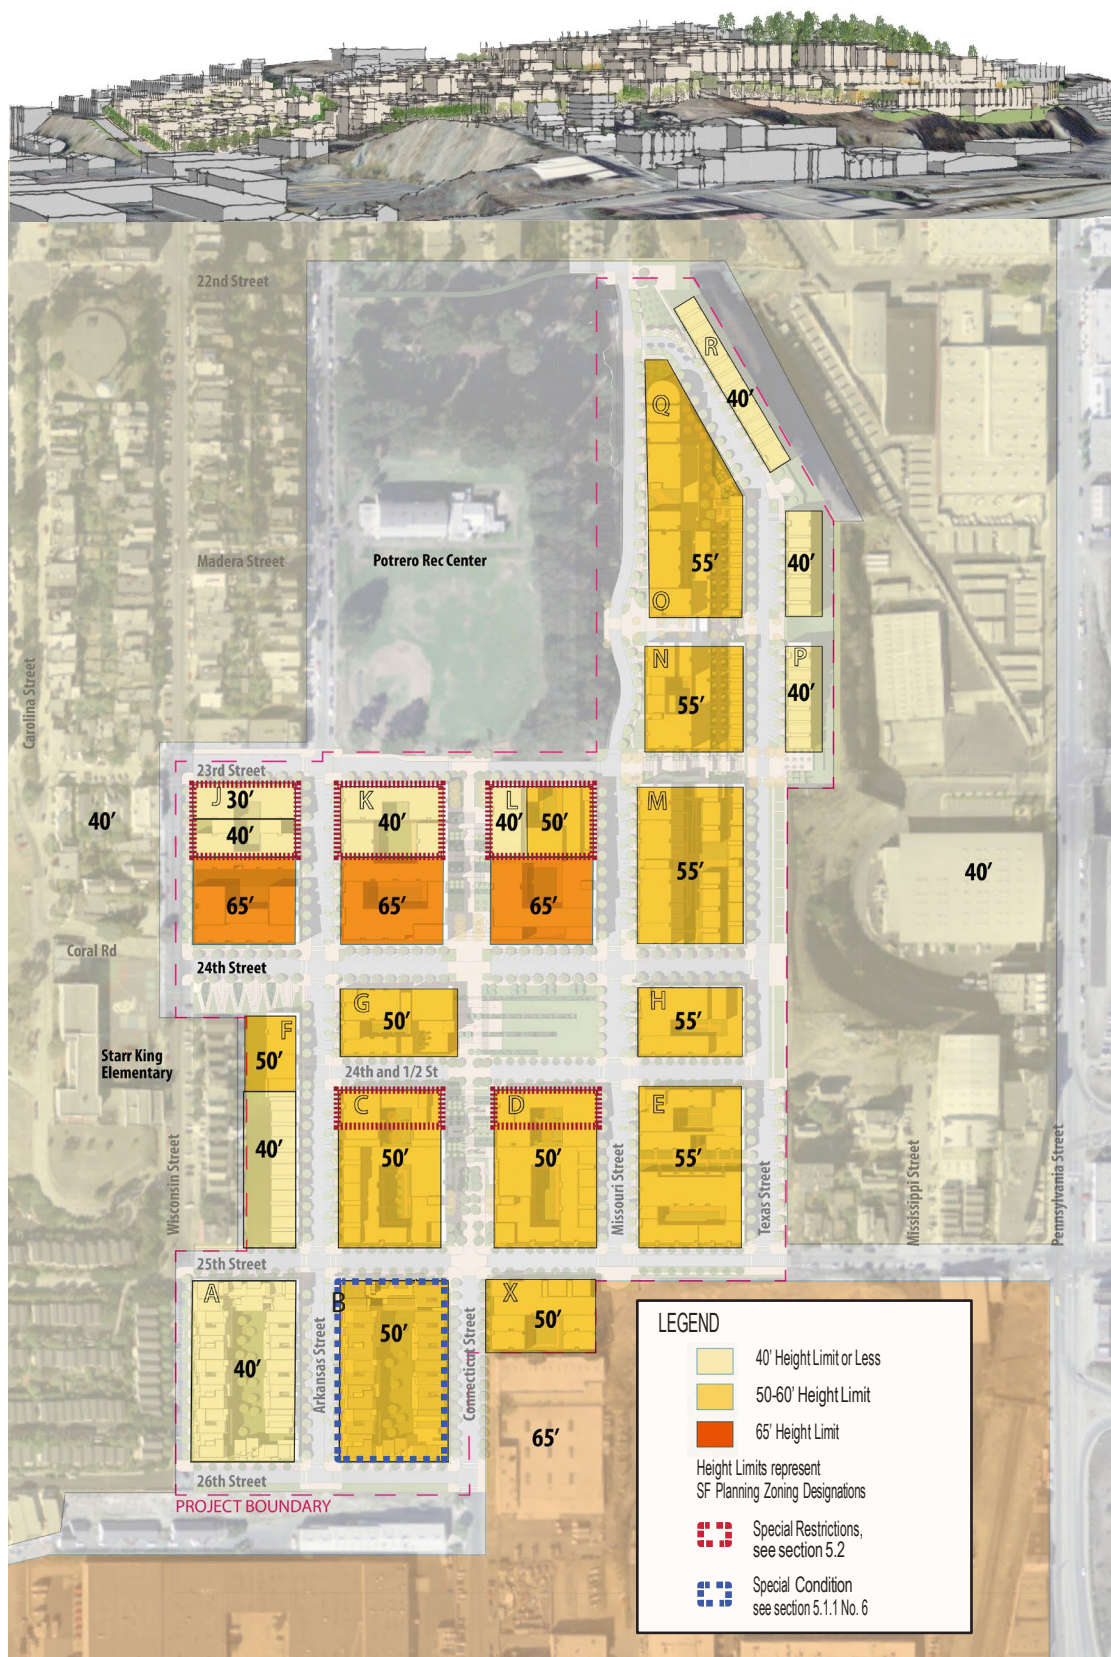 22nd Street
R
40'
Q
Madera Street
Potrero Rec Center
55'
40'
O
N
P
55'
40'
Carolina Street
23rd Street
J 30'
K
L
M
40'
40'
40'
40'
50'
55'
40'
65'
65'
65'
Coral Rd
24th Street
G
H
50'
55'
F
Starr King
Elementary
50'
24th and 1/2 St
C
D
E
40'
50'
50'
55'
Wisconsin Street
Missouri Street
Texas Street
Mississippi Street
Pennsylvania Street
25th Street
A
B
X
50'
50'
40'
Arkansas Street
Connecticut Street
65'
26th Street
PROJECT BOUNDARY
LEGEND
40' Height Limit or Less
50-60' Height Limit
65' Height Limit
Height Limits represent
SF Planning Zoning Designations
Special Restrictions,
see section 5.2
Special Condition
see section 5.1.1 No. 6